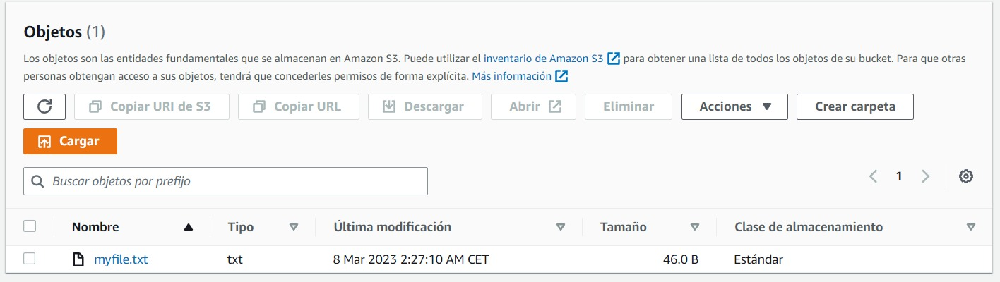 Objetos (1)
Los objetos son las entidades fundamentales que se almacenan en Amazon S3. Puede utilizar el inventario de Amazon S3 para obtener una lista de todos los objetos de su bucket. Para que otras
personas obtengan acceso a sus objetos, tendrá que concederles permisos de forma explícita. Más información
Copiar URI de S3 Copiar URL Descargar Abrir Eliminar Acciones Crear carpeta
Cargar
Buscar objetos por prefijo 1
Nombre Tipo Última modificación Tamaño Clase de almacenamiento
myfile.txt txt 8 Mar 2023 2:27:10 AM CET 46.0 B Estándar